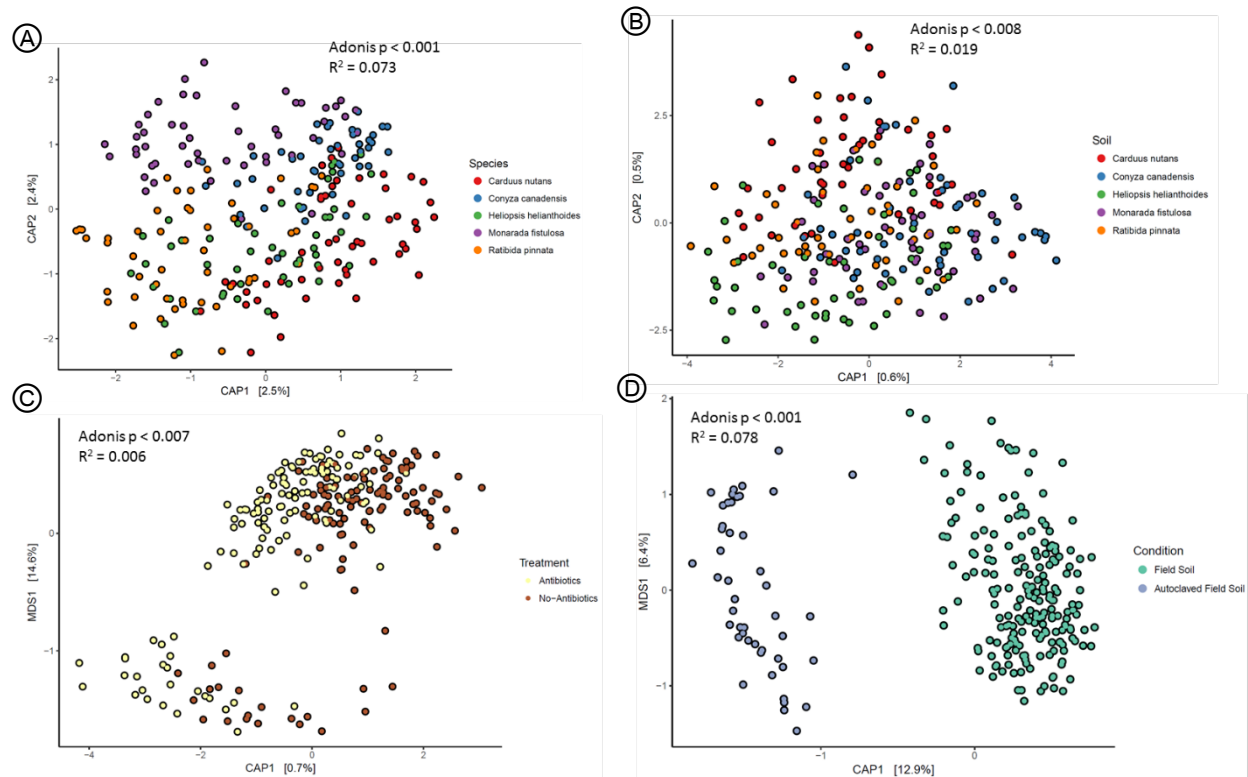 A
Adonis p < 0.001
R² = 0.073
2
1
0
−1
−2
CAP2 [2.4%]
−2
−1
0
1
2
CAP1 [2.5%]
Species
Carduus nutans
Conyza canadensis
Heliopsis helianthoides
Monarada fistulosa
Ratibida pinnata
B
Adonis p < 0.008
R² = 0.019
2.5
0.0
−2.5
CAP2 [0.5%]
−4
−2
0
2
4
CAP1 [0.6%]
Soil
Carduus nutans
Conyza canadensis
Heliopsis helianthoides
Monarada fistulosa
Ratibida pinnata
C
Adonis p < 0.007
R² = 0.006
0
−1
MDS1 [14.6%]
−4
−2
0
2
CAP1 [0.7%]
Treatment
Antibiotics
No−Antibiotics
D
Adonis p < 0.001
R² = 0.078
2
1
0
−1
MDS1 [6.4%]
−1
0
CAP1 [12.9%]
Condition
Field Soil
Autoclaved Field Soil